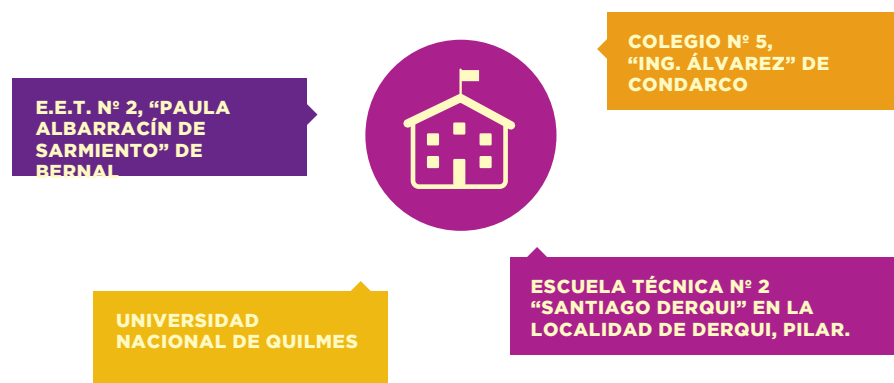 COLEGIO Nº 5,
“ING. ÁLVAREZ” DE
CONDARCO
E.E.T. Nº 2, “PAULA
ALBARRACÍN DE
SARMIENTO” DE
BERNAL
ESCUELA TÉCNICA Nº 2
“SANTIAGO DERQUI” EN LA
LOCALIDAD DE DERQUI, PILAR.
UNIVERSIDAD
NACIONAL DE QUILMES